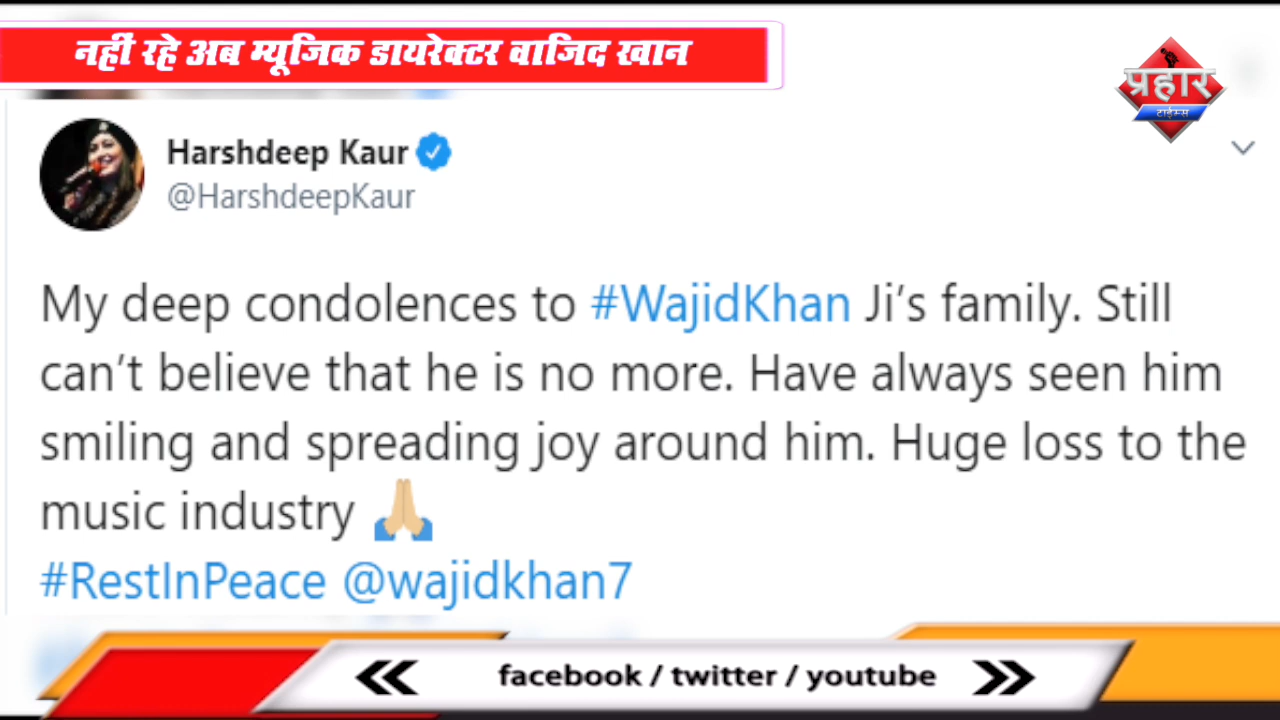 नहीं रहे अब म्यूजिक डायरेक्टर वाजिद खान
प्रहार
टाईम्स
Harshdeep Kaur
@HarshdeepKaur
My deep condolences to #WajidKhan Ji’s family. Still
can’t believe that he is no more. Have always seen him
smiling and spreading joy around him. Huge loss to the
music industry 🙏🏼
#RestInPeace @wajidkhan7
facebook / twitter / youtube